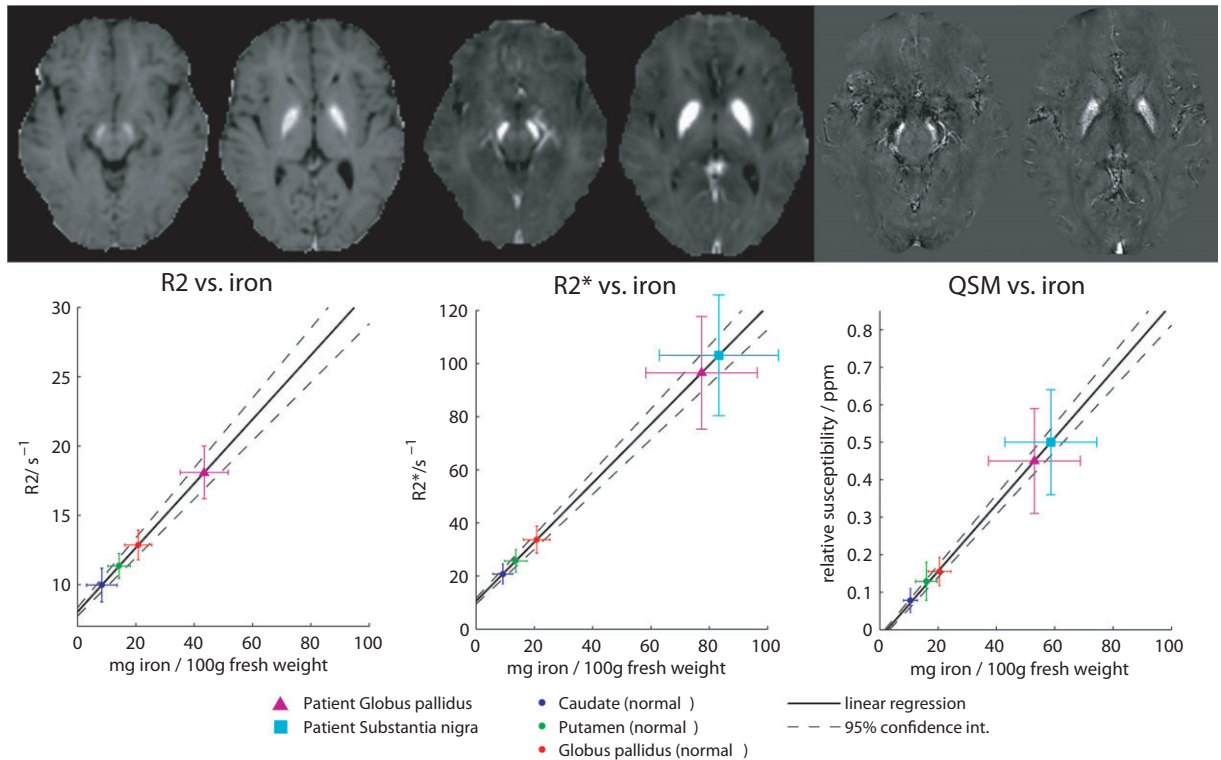 R2 vs. iron
R2/ s⁻¹
30
25
20
15
10
0 20 40 60 80 100
mg iron / 100g fresh weight
R2* vs. iron
R2*/s⁻¹
120
100
80
60
40
20
0
0 20 40 60 80 100
mg iron / 100g fresh weight
QSM vs. iron
relative susceptibility / ppm
0.8
0.7
0.6
0.5
0.4
0.3
0.2
0.1
0
0 20 40 60 80 100
mg iron / 100g fresh weight
Patient Globus pallidus
Patient Substantia nigra
Caudate (normal )
Putamen (normal )
Globus pallidus (normal )
linear regression
95% confidence int.